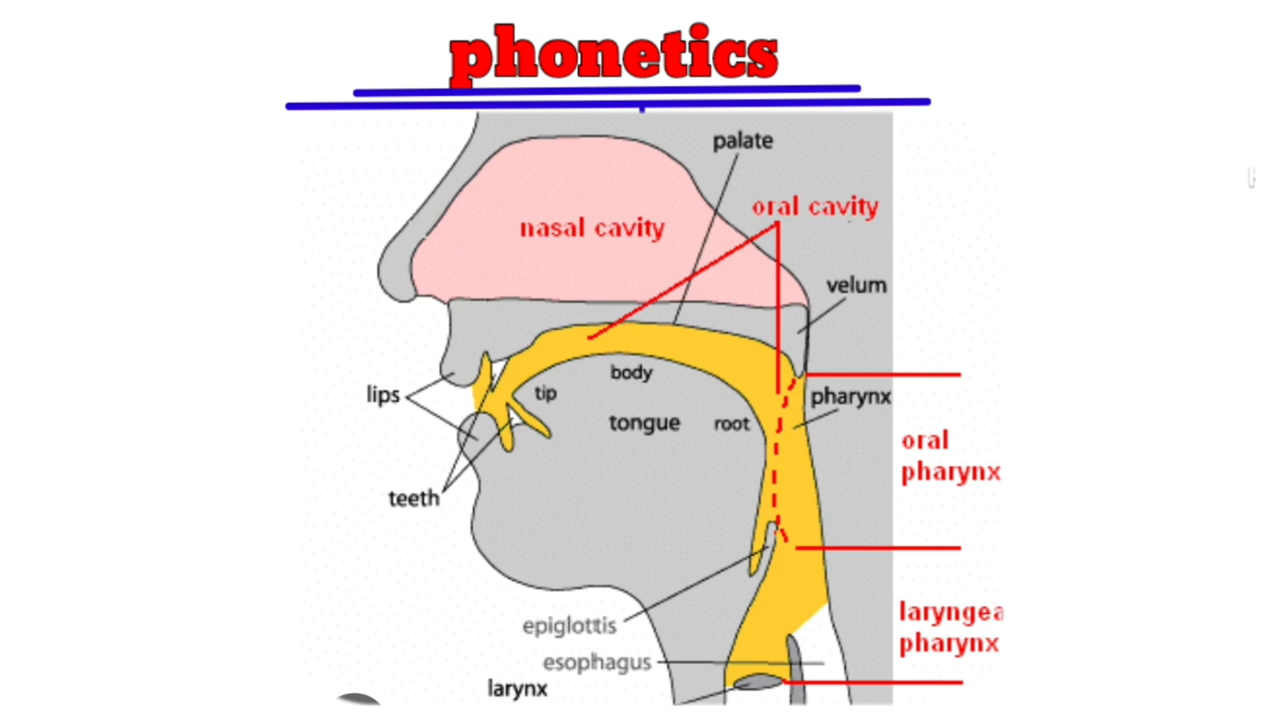 phonetics
palate
oral cavity
nasal cavity
velum
body
lips
tip
pharynx
tongue
root
oral
pharynx
teeth
laryngea
pharynx
epiglottis
esophagus
larynx